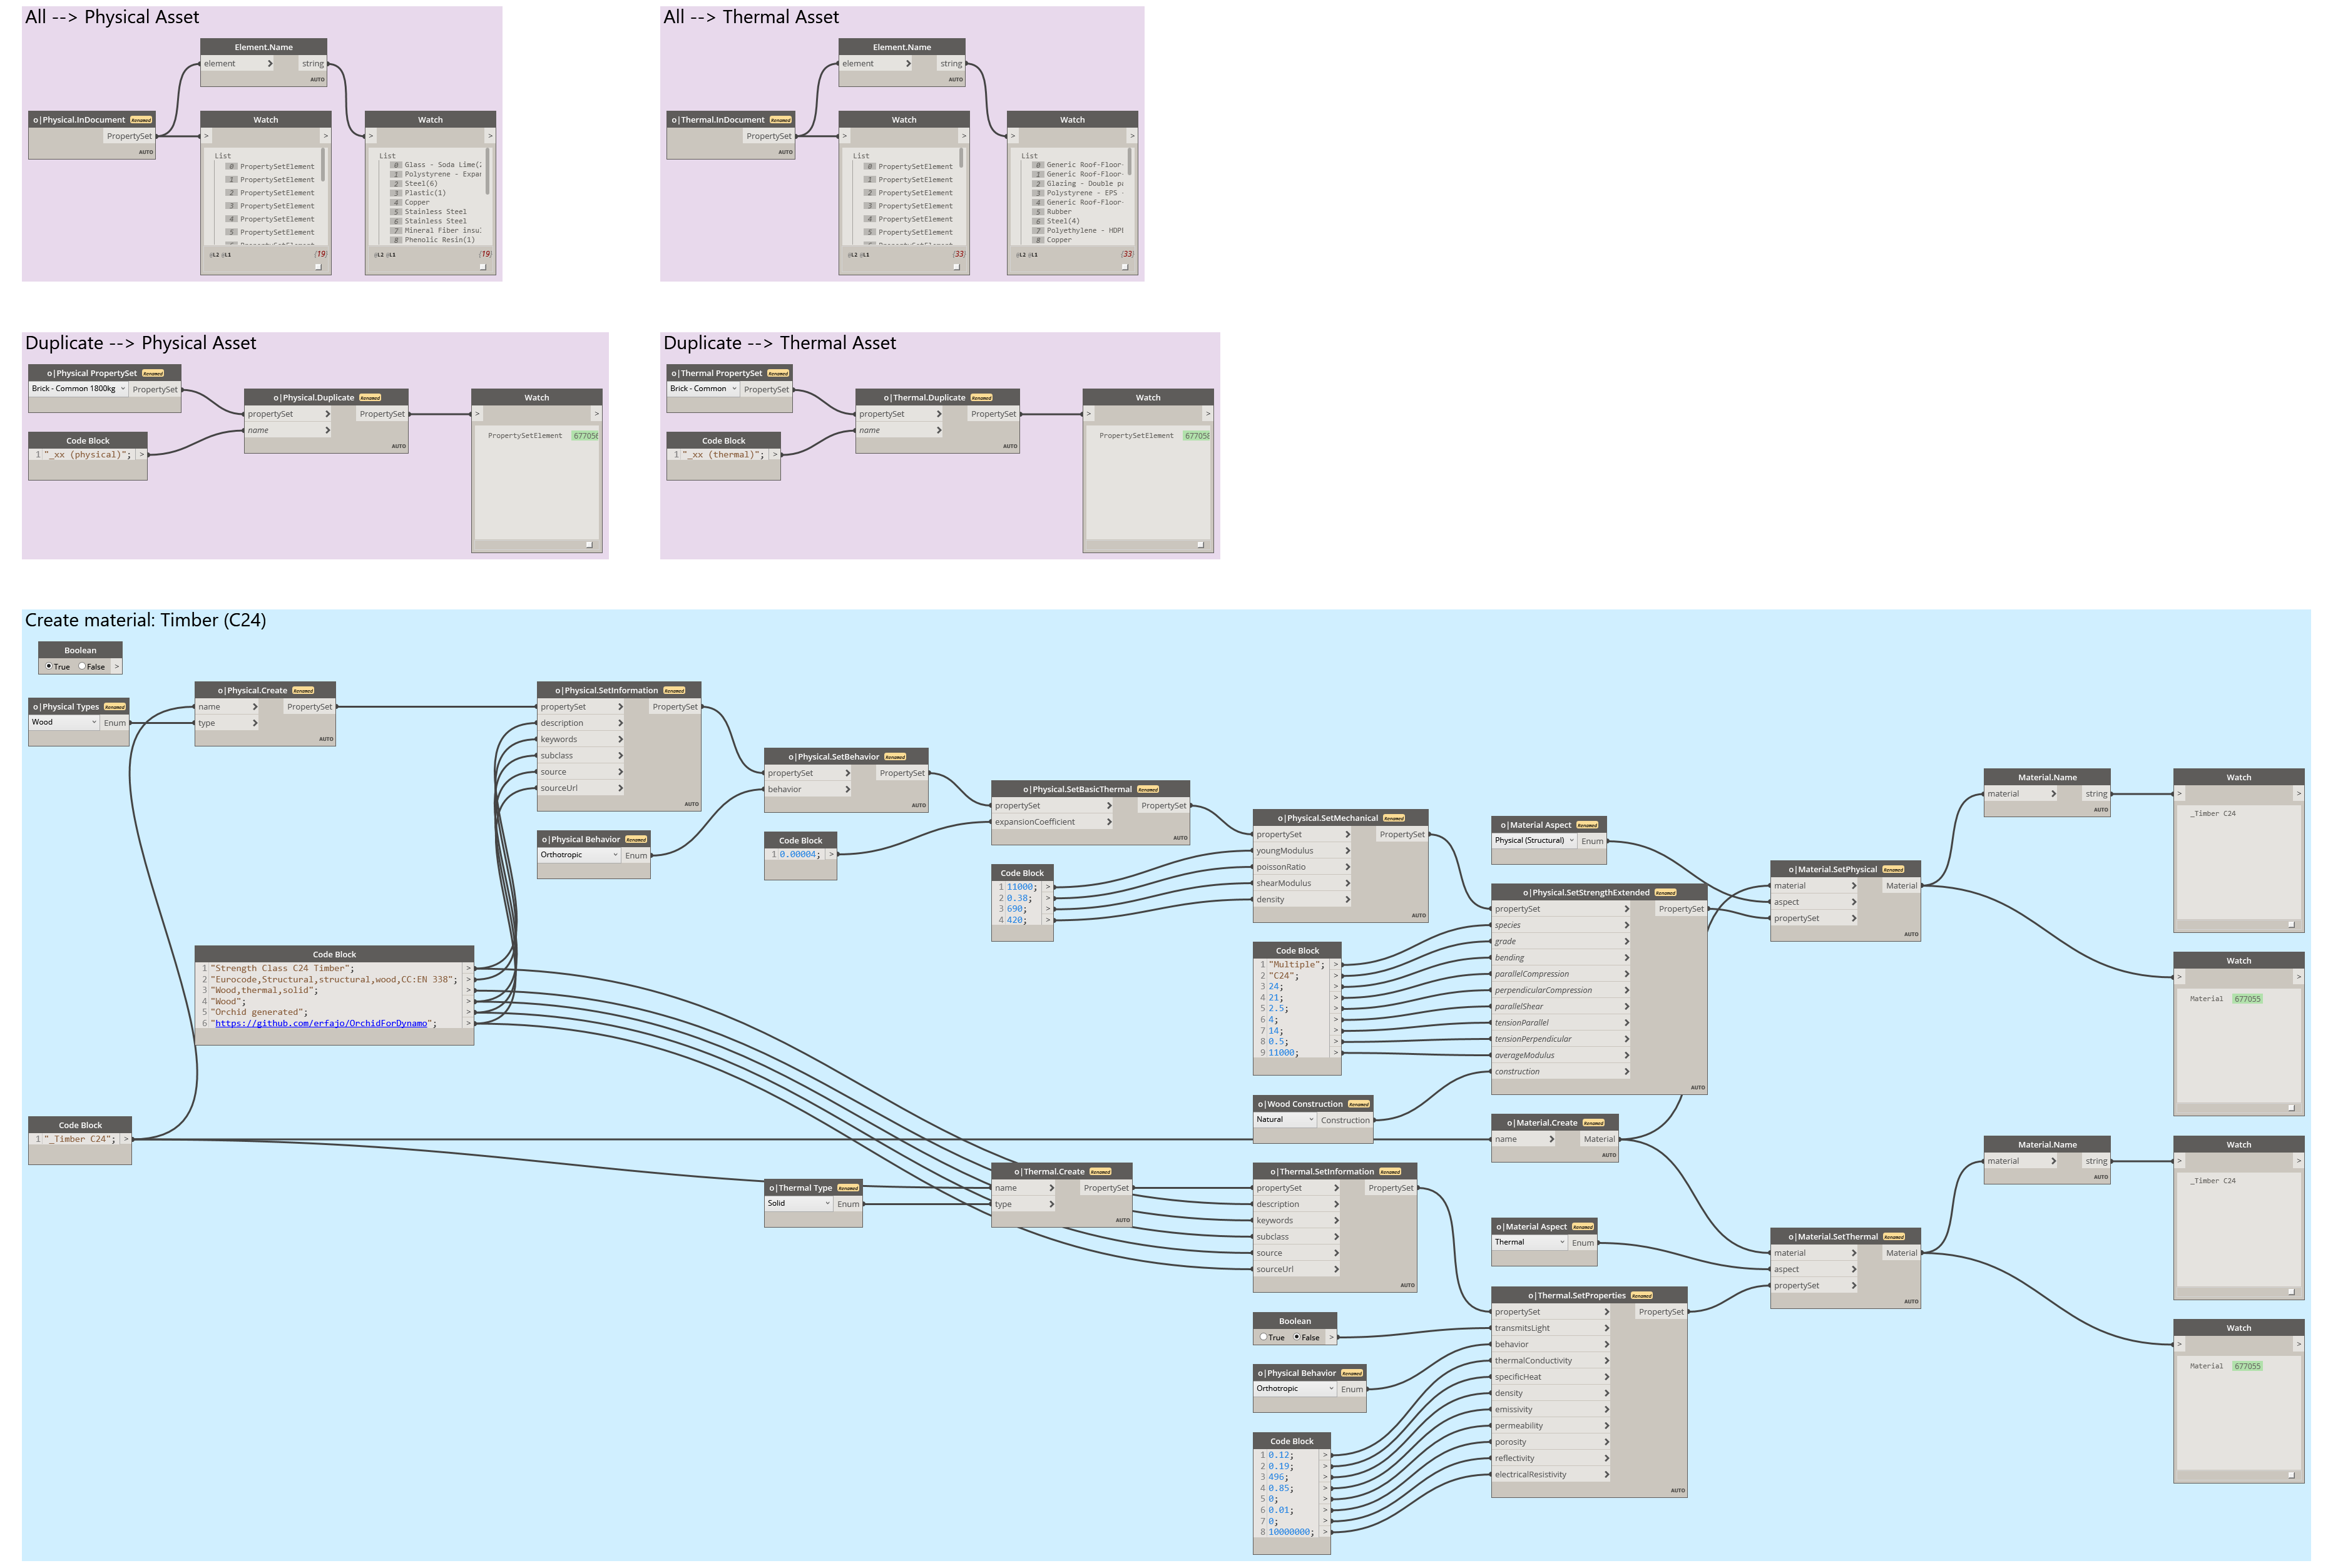 All --> Physical Asset
Element.Name
element > string
AUTO
o|Physical.InDocument Renamed
PropertySet
AUTO
Watch
> >
List
0 PropertySetElement
1 PropertySetElement
2 PropertySetElement
3 PropertySetElement
4 PropertySetElement
5 PropertySetElement
@L2 @L1 {19}
Watch
> >
List
0 Glass - Soda Lime(
1 Polystyrene - Expa
2 Steel(6)
3 Plastic(1)
4 Copper
5 Stainless Steel
6 Stainless Steel
7 Mineral Fiber insu
8 Phenolic Resin(1)
@L2 @L1 {19}
All --> Thermal Asset
Element.Name
element > string
AUTO
o|Thermal.InDocument Renamed
PropertySet
AUTO
Watch
> >
List
0 PropertySetElement
1 PropertySetElement
2 PropertySetElement
3 PropertySetElement
4 PropertySetElement
5 PropertySetElement
@L2 @L1 {33}
Watch
> >
List
0 Generic Roof-Floor-
1 Generic Roof-Floor-
2 Glazing - Double pa
3 Polystyrene - EPS
4 Generic Roof-Floor-
5 Rubber
6 Steel(4)
7 Polyethylene - HDPE
8 Copper
@L2 @L1 {33}
Duplicate --> Physical Asset
o|Physical PropertySet Renamed
Brick - Common 1800kg PropertySet
Code Block
1 "_xx (physical)"; >
o|Physical.Duplicate Renamed
propertySet > PropertySet
name >
AUTO
Watch
> >
PropertySetElement 677056
Duplicate --> Thermal Asset
o|Thermal PropertySet Renamed
Brick - Common PropertySet
Code Block
1 "_xx (thermal)"; >
o|Thermal.Duplicate Renamed
propertySet > PropertySet
name >
AUTO
Watch
> >
PropertySetElement 677058
Create material: Timber (C24)
Boolean
True False >
o|Physical Types Renamed
Wood Enum
o|Physical.Create Renamed
name > PropertySet
type >
AUTO
o|Physical.SetInformation Renamed
propertySet > PropertySet
description >
keywords >
subclass >
source >
sourceUrl >
AUTO
o|Physical Behavior Renamed
Orthotropic Enum
o|Physical.SetBehavior Renamed
propertySet > PropertySet
behavior >
AUTO
Code Block
1 0.00004; >
o|Physical.SetBasicThermal Renamed
propertySet > PropertySet
expansionCoefficient >
AUTO
Code Block
1 11000; >
2 0.38; >
3 690; >
4 420; >
o|Physical.SetMechanical Renamed
propertySet > PropertySet
youngModulus >
poissonRatio >
shearModulus >
density >
AUTO
Code Block
1 "Multiple"; >
2 "C24"; >
3 24; >
4 21; >
5 2.5; >
6 4; >
7 14; >
8 0.5; >
9 11000; >
o|Wood Construction Renamed
Natural Construction
o|Material Aspect Renamed
Physical (Structural) Enum
o|Physical.SetStrengthExtended Renamed
propertySet > PropertySet
species >
grade >
bending >
parallelCompression >
perpendicularCompression >
parallelShear >
tensionParallel >
tensionPerpendicular >
averageModulus >
construction >
AUTO
o|Material.Create Renamed
name > Material
AUTO
o|Material.SetPhysical Renamed
material > Material
aspect >
propertySet >
AUTO
Material.Name
material > string
AUTO
Watch
> >
_Timber C24
Watch
> >
Material 677055
Code Block
1 "Strength Class C24 Timber"; >
2 "Eurocode,Structural,structural,wood,CC:EN 338"; >
3 "Wood,thermal,solid"; >
4 "Wood"; >
5 "Orchid generated"; >
6 "https://github.com/erfajo/OrchidForDynamo"; >
Code Block
1 "_Timber C24"; >
o|Thermal Type Renamed
Solid Enum
o|Thermal.Create Renamed
name > PropertySet
type >
AUTO
o|Thermal.SetInformation Renamed
propertySet > PropertySet
description >
keywords >
subclass >
source >
sourceUrl >
AUTO
Boolean
True False >
o|Physical Behavior Renamed
Orthotropic Enum
Code Block
1 0.12; >
2 0.19; >
3 496; >
4 0.85; >
5 0; >
6 0.01; >
7 0; >
8 10000000; >
o|Material Aspect Renamed
Thermal Enum
o|Thermal.SetProperties Renamed
propertySet > PropertySet
transmitsLight >
behavior >
thermalConductivity >
specificHeat >
density >
emissivity >
permeability >
porosity >
reflectivity >
electricalResistivity >
AUTO
o|Material.SetThermal Renamed
material > Material
aspect >
propertySet >
AUTO
Material.Name
material > string
AUTO
Watch
> >
_Timber C24
Watch
> >
Material 677055